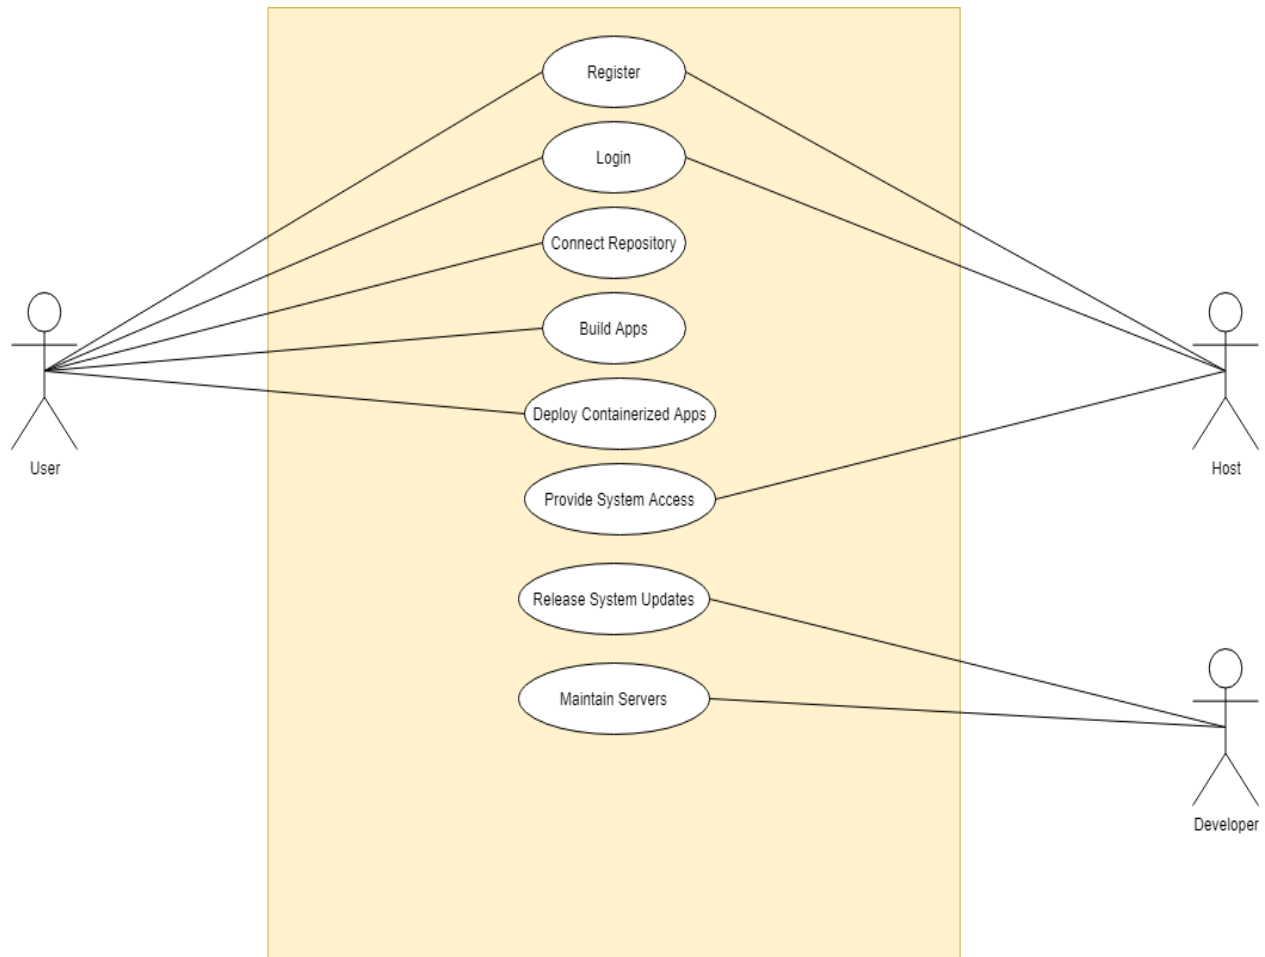 Register
Login
Connect Repository
Build Apps
Deploy Containerized Apps
User
Host
Provide System Access
Release System Updates
Maintain Servers
Developer